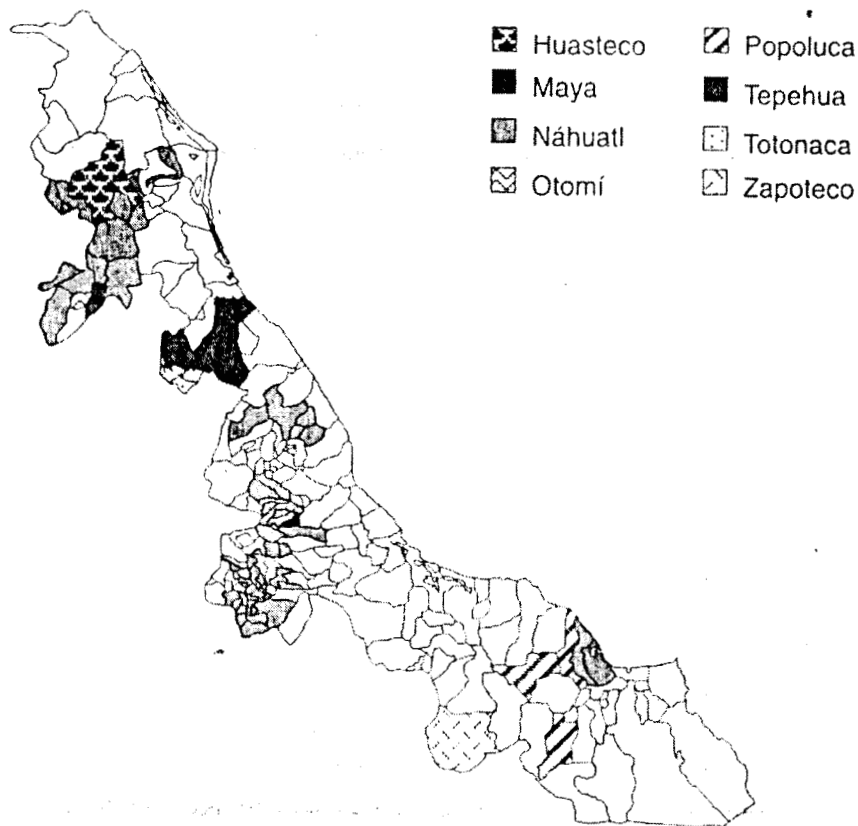 Huasteco
Maya
Náhuatl
Otomí
Popoluca
Tepehua
Totonaca
Zapoteco